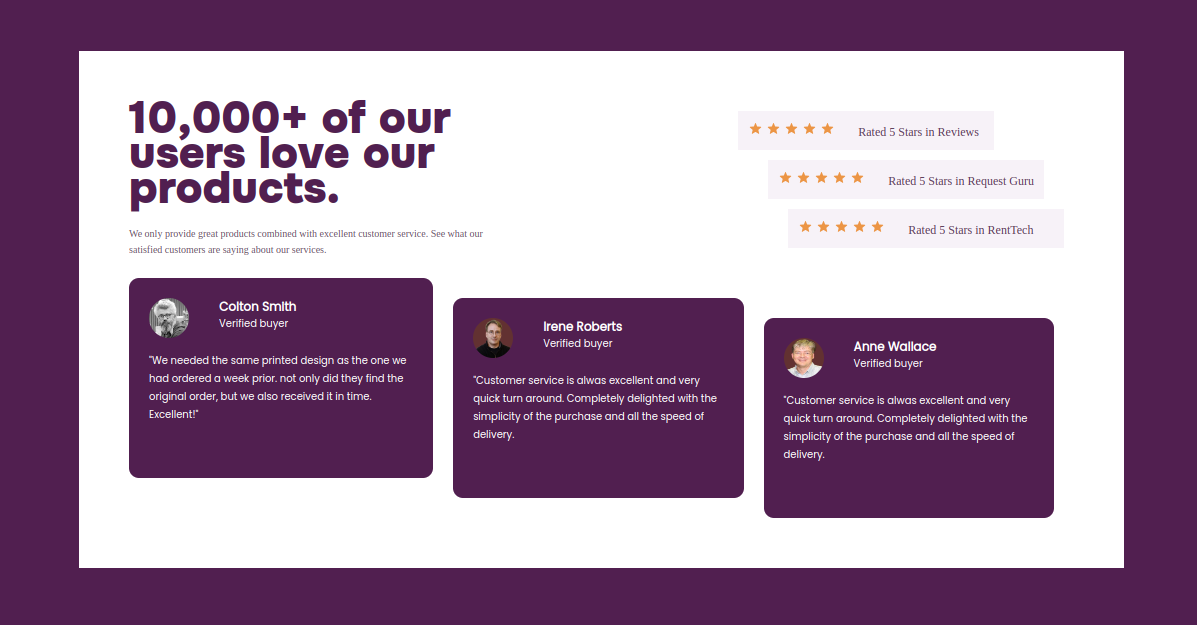 10,000+ of our
users love our
products.
We only provide great products combined with excellent customer service. See what our
satisfied customers are saying about our services.
Rated 5 Stars in Reviews
Rated 5 Stars in Request Guru
Rated 5 Stars in RentTech
Colton Smith
Verified buyer
"We needed the same printed design as the one we
had ordered a week prior. not only did they find the
original order, but we also received it in time.
Excellent!"
Irene Roberts
Verified buyer
"Customer service is alwas excellent and very
quick turn around. Completely delighted with the
simplicity of the purchase and all the speed of
delivery.
Anne Wallace
Verified buyer
"Customer service is alwas excellent and very
quick turn around. Completely delighted with the
simplicity of the purchase and all the speed of
delivery.